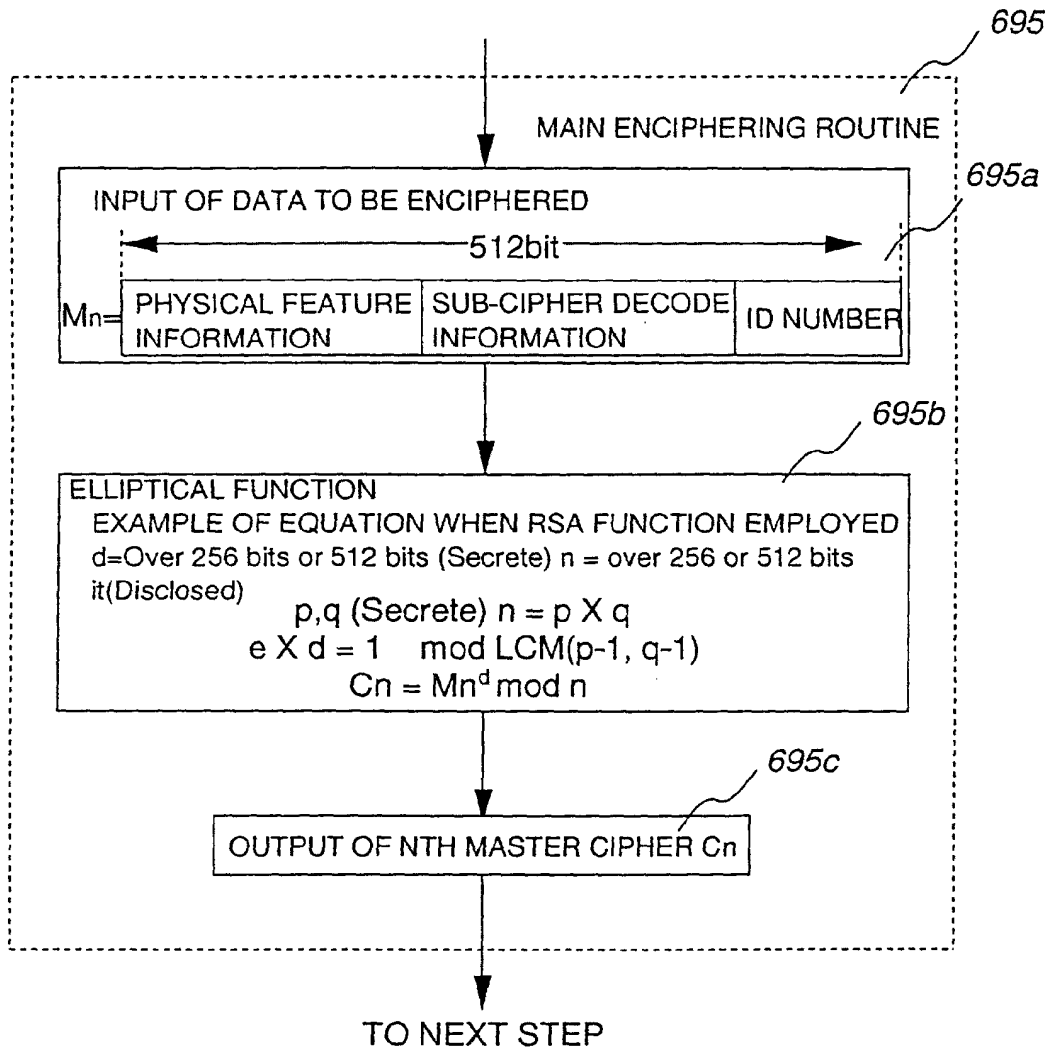 695
MAIN ENCIPHERING ROUTINE
695a
INPUT OF DATA TO BE ENCIPHERED
512bit
Mn=
PHYSICAL FEATURE INFORMATION
SUB-CIPHER DECODE INFORMATION
ID NUMBER
695b
ELLIPTICAL FUNCTION
EXAMPLE OF EQUATION WHEN RSA FUNCTION EMPLOYED
d=Over 256 bits or 512 bits (Secrete) n = over 256 or 512 bits
it(Disclosed)
p,q (Secrete) n = p X q
e X d = 1 mod LCM(p-1, q-1)
Cn = Mn^d mod n
695c
OUTPUT OF NTH MASTER CIPHER Cn
TO NEXT STEP